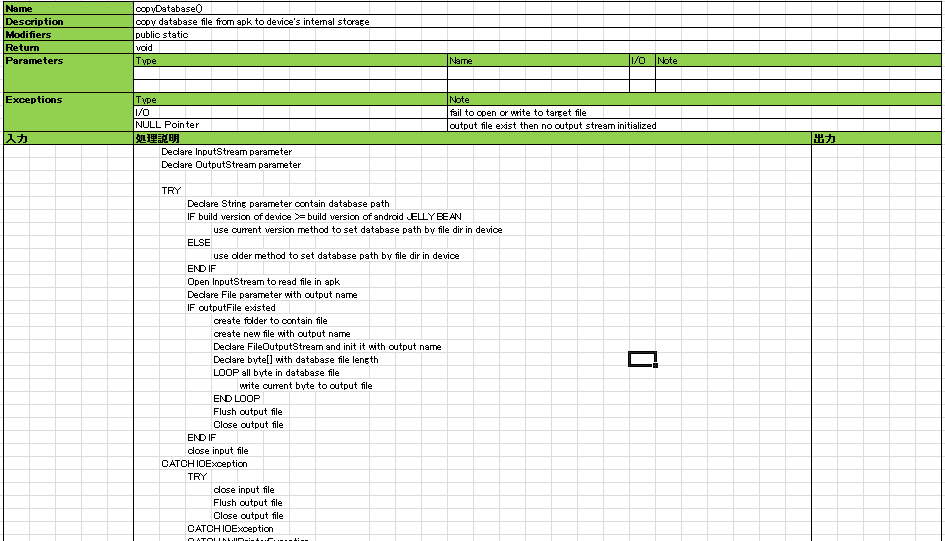 Name copyDatabase()
Description copy database file from apk to device's internal storage
Modifiers public static
Return void
Parameters Type Name I/O Note
Exceptions Type Note
I/O fail to open or write to target file
NULL Pointer output file exist then no output stream initialized
入力 処理説明 出力
Declare InputStream parameter
Declare OutputStream parameter
TRY
Declare String parameter contain database path
IF build version of device >= build version of android JELLY BEAN
use current version method to set database path by file dir in device
ELSE
use older method to set database path by file dir in device
END IF
Open InputStream to read file in apk
Declare File parameter with output name
IF outputFile existed
create folder to contain file
create new file with output name
Declare FileOutputStream and init it with output name
Declare byte[] with database file length
LOOP all byte in database file
write current byte to output file
END LOOP
Flush output file
Close output file
END IF
close input file
CATCH IOException
TRY
close input file
Flush output file
Close output file
CATCH IOException
CATCH NullPointerException